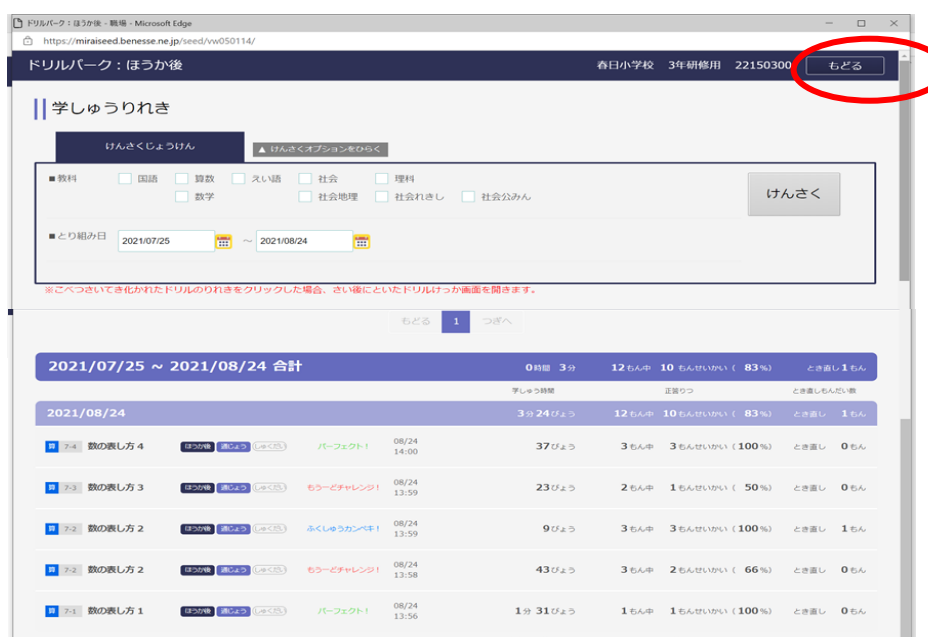 ドリルパーク：ほうか後 - 職場 - Microsoft Edge
https://miraiseed.benesse.ne.jp/seed/vw050114/
ドリルパーク：ほうか後 春日小学校 3年研修用 22150300 もどる
学しゅうりれき
けんさくじょうけん ▲ けんさくオプションをひらく
■教科 国語 算数 えい語 社会 理科
数学 社会地理 社会れきし 社会公みん
けんさく
■とり組み日 2021/07/25 ～ 2021/08/24
※こべつさいてき化かれたドリルのりれきをクリックした場合、さい後にといたドリルけっか画面を開きます。
もどる 1 つぎへ
2021/07/25 ~ 2021/08/24 合計 0時間 3分 12もん中 10もんせいかい ( 83%) とき直し1もん
学しゅう時間 正答りつ とき直しもんだい数
2021/08/24 3分24びょう 12もん中 10もんせいかい ( 83%) とき直し 1もん
算 7-4 数の表し方 4 ほうか後 通じょう しゅく題 パーフェクト! 08/24 14:00 37びょう 3もん中 3もんせいかい (100%) とき直し 0もん
算 7-3 数の表し方 3 ほうか後 通じょう しゅく題 もう一どチャレンジ! 08/24 13:59 23びょう 2もん中 1もんせいかい ( 50%) とき直し 0もん
算 7-2 数の表し方 2 ほうか後 通じょう しゅく題 ふくしゅうカンペキ! 08/24 13:59 9びょう 3もん中 3もんせいかい (100%) とき直し 1もん
算 7-2 数の表し方 2 ほうか後 通じょう しゅく題 もう一どチャレンジ! 08/24 13:58 43びょう 3もん中 2もんせいかい ( 66%) とき直し 0もん
算 7-1 数の表し方 1 ほうか後 通じょう しゅく題 パーフェクト! 08/24 13:56 1分 31びょう 1もん中 1もんせいかい (100%) とき直し 0もん